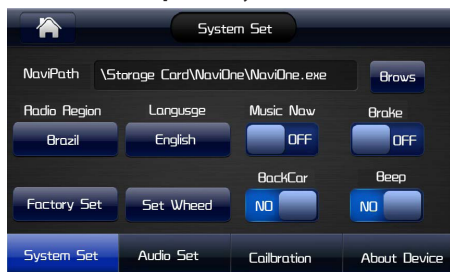 System Set
NaviPath \Storage Card\NaviOne\NaviOne.exe Brows
Radio Region Langusge Music Naw Brake
Brazil English OFF OFF
BackCar Beep
Factory Set Set Wheed NO NO
System Set Audio Set Cailbration About Device